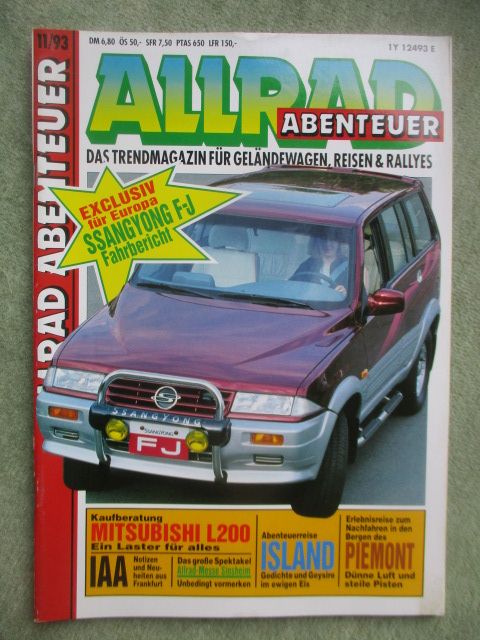 11/93
DM 6,80 ÖS 50,- SFR 7,50 PTAS 650 LFR 150,-
1Y 12493 E
ALLRAD
ABENTEUER
DAS TRENDMAGAZIN FÜR GELÄNDEWAGEN, REISEN & RALLYES
ALLRAD ABENTEUER
EXCLUSIV
für Europa
SSANGYONG F-J
Fahrbericht
SSANGYONG
SSANGYONG
FJ
Kaufberatung
MITSUBISHI L200
Ein Laster für alles
IAA
Notizen
und Neu-
heiten aus
Frankfurt
Das große Spektakel
Allrad-Messe Sinsheim
Unbedingt vormerken
Abenteuerreise
ISLAND
Gedichte und Geysire
im ewigen Eis
Erlebnisreise zum
Nachfahren in den
Bergen des
PIEMONT
Dünne Luft und
steile Pisten